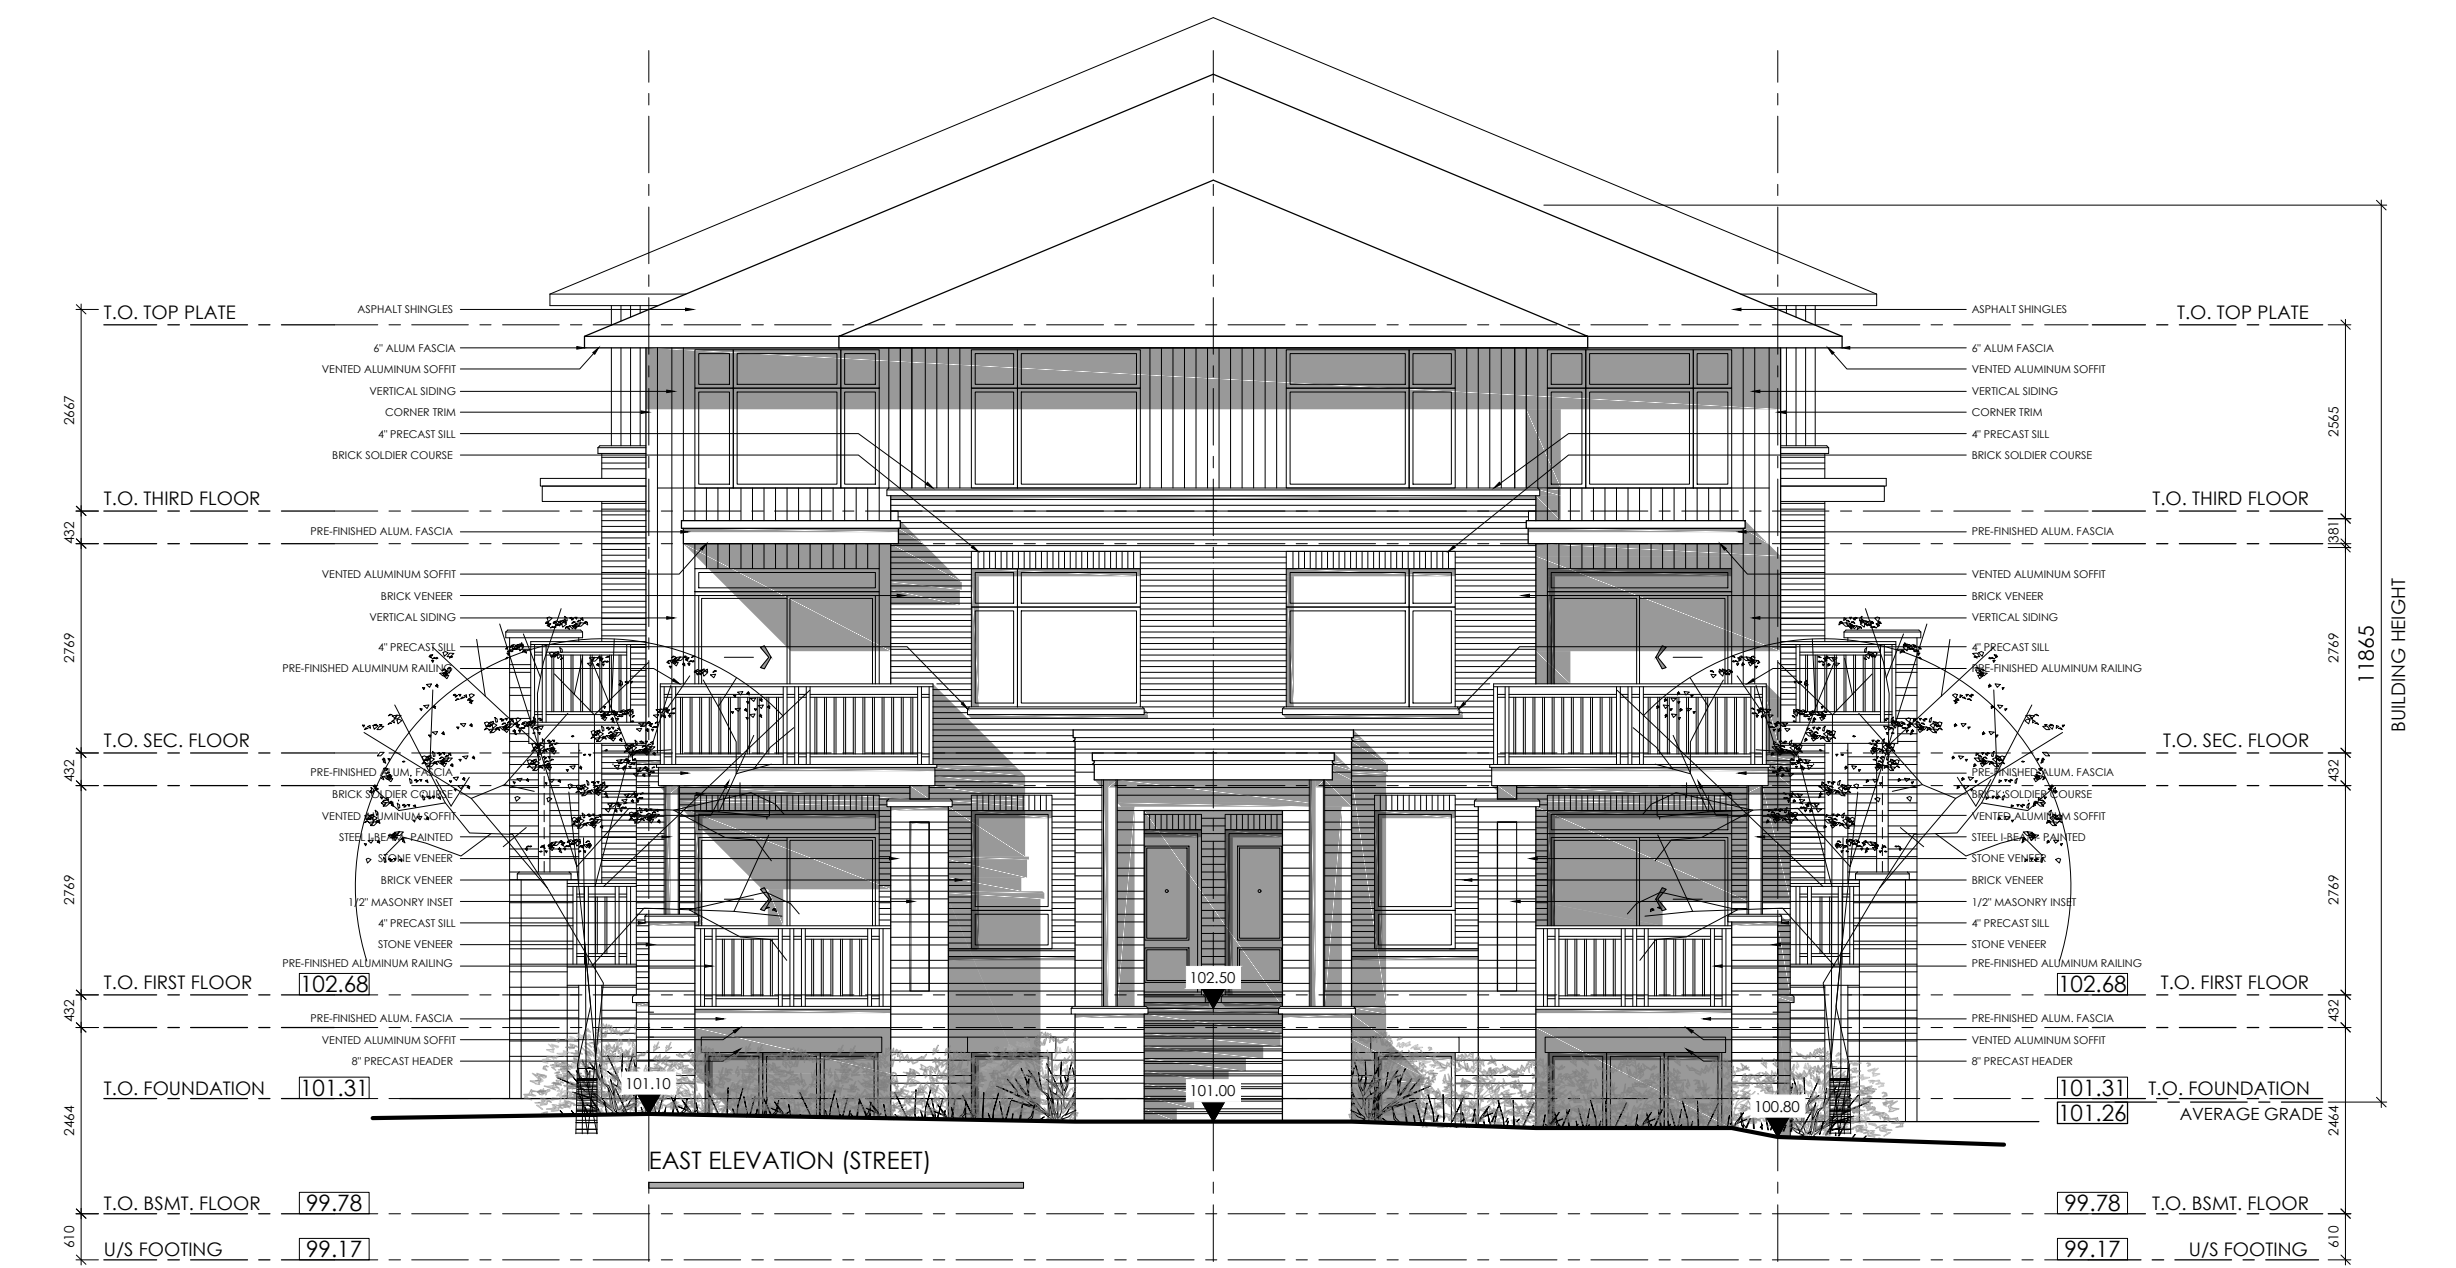 T.O. TOP PLATE
ASPHALT SHINGLES
ASPHALT SHINGLES
T.O. TOP PLATE
6" ALUM FASCIA
6" ALUM FASCIA
VENTED ALUMINUM SOFFIT
VENTED ALUMINUM SOFFIT
VERTICAL SIDING
VERTICAL SIDING
2667
CORNER TRIM
CORNER TRIM
2565
4" PRECAST SILL
4" PRECAST SILL
BRICK SOLDIER COURSE
BRICK SOLDIER COURSE
T.O. THIRD FLOOR
T.O. THIRD FLOOR
432
PRE-FINISHED ALUM. FASCIA
PRE-FINISHED ALUM. FASCIA
381
VENTED ALUMINUM SOFFIT
VENTED ALUMINUM SOFFIT
BRICK VENEER
BRICK VENEER
VERTICAL SIDING
VERTICAL SIDING
2769
4" PRECAST SILL
4" PRECAST SILL
2769
11865
BUILDING HEIGHT
PRE-FINISHED ALUMINUM RAILING
PRE-FINISHED ALUMINUM RAILING
T.O. SEC. FLOOR
T.O. SEC. FLOOR
432
PRE-FINISHED ALUM. FASCIA
PRE-FINISHED ALUM. FASCIA
432
BRICK SOLDIER COURSE
BRICK SOLDIER COURSE
VENTED ALUMINUM SOFFIT
VENTED ALUMINUM SOFFIT
STEEL I-BEAM - PAINTED
STEEL I-BEAM - PAINTED
STONE VENEER
STONE VENEER
2769
BRICK VENEER
BRICK VENEER
2769
1/2" MASONRY INSET
1/2" MASONRY INSET
4" PRECAST SILL
4" PRECAST SILL
STONE VENEER
STONE VENEER
PRE-FINISHED ALUMINUM RAILING
PRE-FINISHED ALUMINUM RAILING
T.O. FIRST FLOOR 102.68
102.50
102.68 T.O. FIRST FLOOR
432
PRE-FINISHED ALUM. FASCIA
PRE-FINISHED ALUM. FASCIA
432
VENTED ALUMINUM SOFFIT
VENTED ALUMINUM SOFFIT
8" PRECAST HEADER
8" PRECAST HEADER
T.O. FOUNDATION 101.31
101.10
101.00
100.80
101.31 T.O. FOUNDATION
101.26 AVERAGE GRADE
2464
2464
EAST ELEVATION (STREET)
T.O. BSMT. FLOOR 99.78
99.78 T.O. BSMT. FLOOR
610
610
U/S FOOTING 99.17
99.17 U/S FOOTING